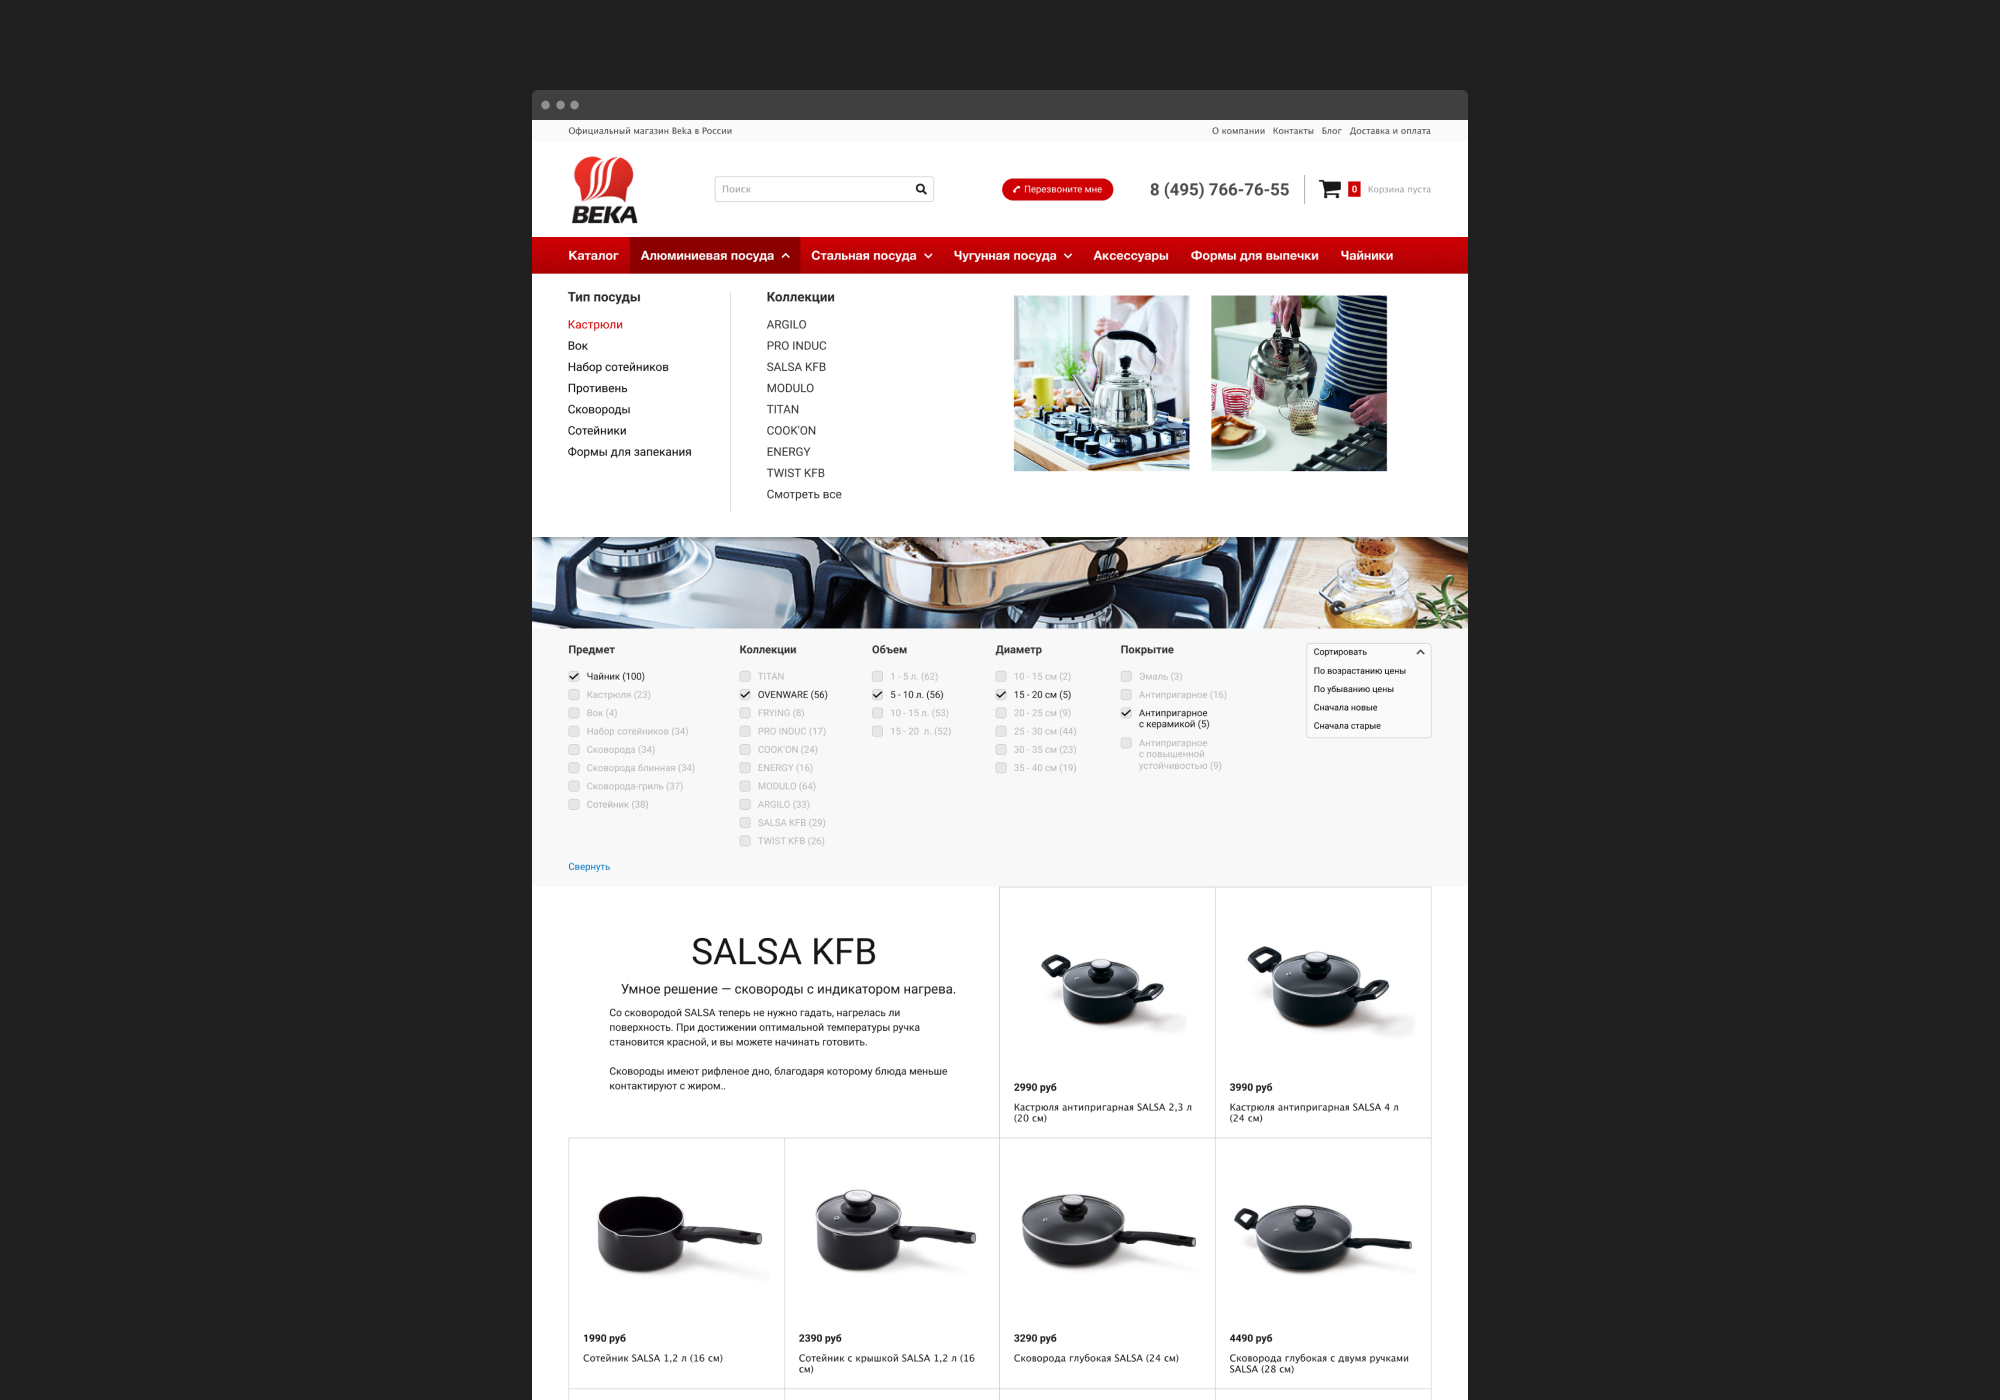 Официальный магазин Beka в России
О компании Контакты Блог Доставка и оплата
BEKA
Поиск
Перезвоните мне
8 (495) 766-76-55
0
Корзина пуста
Каталог Алюминиевая посуда Стальная посуда Чугунная посуда Аксессуары Формы для выпечки Чайники
Тип посуды
Кастрюли
Вок
Набор сотейников
Противень
Сковороды
Сотейники
Формы для запекания
Коллекции
ARGILO
PRO INDUC
SALSA KFB
MODULO
TITAN
COOK'ON
ENERGY
TWIST KFB
Смотреть все
BEKA
Предмет
Чайник (100)
Кастрюля (23)
Вок (4)
Набор сотейников (34)
Сковорода (34)
Сковорода блинная (34)
Сковорода-гриль (37)
Сотейник (38)
Коллекции
TITAN
OVENWARE (56)
FRYING (8)
PRO INDUC (17)
COOK'ON (24)
ENERGY (16)
MODULO (64)
ARGILO (33)
SALSA KFB (29)
TWIST KFB (26)
Объем
1 - 5 л. (62)
5 - 10 л. (56)
10 - 15 л. (53)
15 - 20 л. (52)
Диаметр
10 - 15 см (2)
15 - 20 см (5)
20 - 25 см (9)
25 - 30 см (44)
30 - 35 см (23)
35 - 40 см (19)
Покрытие
Эмаль (3)
Антипригарное (16)
Антипригарное
с керамикой (5)
Антипригарное
с повышенной
устойчивостью (9)
Сортировать
По возрастанию цены
По убыванию цены
Сначала новые
Сначала старые
Свернуть
SALSA KFB
Умное решение — сковороды с индикатором нагрева.
Со сковородой SALSA теперь не нужно гадать, нагрелась ли
поверхность. При достижении оптимальной температуры ручка
становится красной, и вы можете начинать готовить.
Сковороды имеют рифленое дно, благодаря которому блюда меньше
контактируют с жиром..
2990 руб
Кастрюля антипригарная SALSA 2,3 л
(20 см)
3990 руб
Кастрюля антипригарная SALSA 4 л
(24 см)
1990 руб
Сотейник SALSA 1,2 л (16 см)
2390 руб
Сотейник с крышкой SALSA 1,2 л (16
см)
3290 руб
Сковорода глубокая SALSA (24 см)
4490 руб
Сковорода глубокая с двумя ручками
SALSA (28 см)